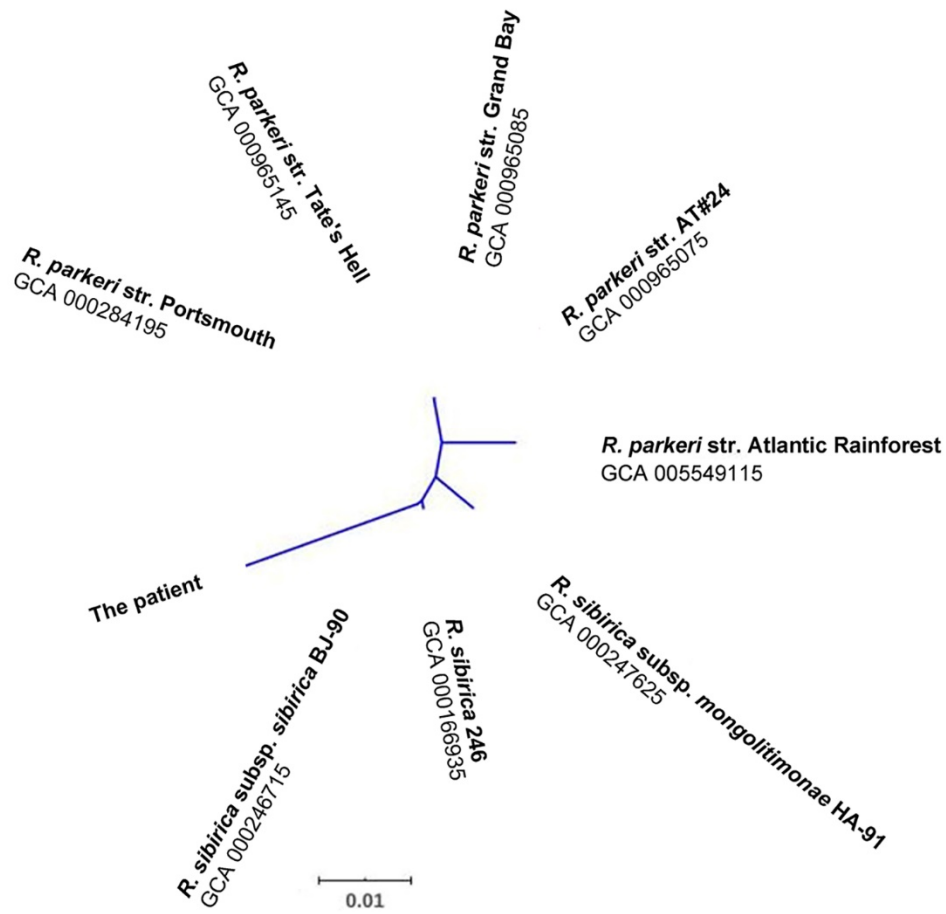 R. parkeri str. Grand Bay
GCA 000965085
R. parkeri str. Tate's Hell
GCA 000965145
R. parkeri str. AT#24
GCA 000965075
R. parkeri str. Portsmouth
GCA 000284195
R. parkeri str. Atlantic Rainforest
GCA 005549115
The patient
R. sibirica subsp. mongolitimonae HA-91
GCA 000247625
R. sibirica 246
GCA 000166935
R. sibirica subsp. sibirica BJ-90
GCA 000246715
0.01